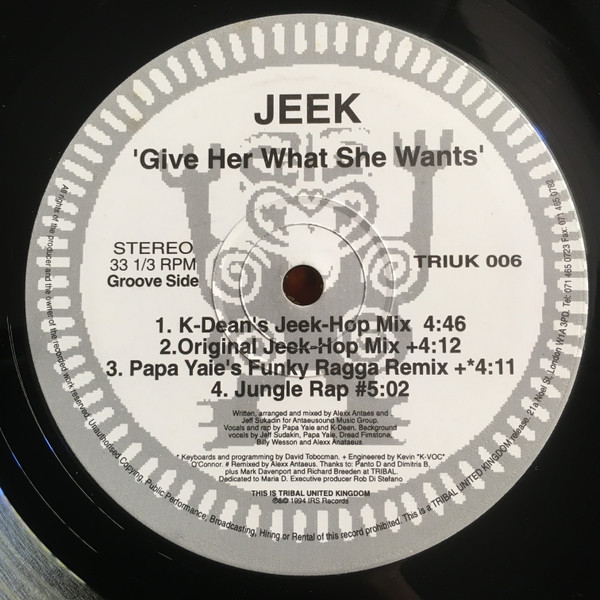 JEEK
'Give Her What She Wants'
STEREO
33 1/3 RPM
Groove Side
TRIUK 006
1. K-Dean's Jeek-Hop Mix 4:46
2.Original Jeek-Hop Mix +4:12
3. Papa Yaie's Funky Ragga Remix +*4:11
4. Jungle Rap #5:02
Written, arranged and mixed by Alexx Antaes and
Jeff Sukadin for Antaeusound Music Group.
Vocals and rap by Papa Yaie and K-Dean. Background
vocals by Jeff Sudakin, Papa Yaie, Dread Fimstone,
Billy Wesson and Alexx Anataeus.
* Keyboards and programming by David Tobocman. + Engineered by Kevin "K-VOC"
O'Connor. # Remixed by Alexx Antaeus. Thanks to: Panto D and Dimitris B,
plus Mark Davenport and Richard Breeden at TRIBAL.
Dedicated to Maria D. Executive producer Rob Di Stefano
THIS IS TRIBAL UNITED KINGDOM
℗&© 1994 IRS Records
All rights of the producer and the owner of the recorded work reserved. Unauthorised Copying, Public Performance, Broadcasting, Hiring or Rental of this record prohibited. This is a TRIBAL UNITED KINGDOM release, 21a Noel St, London W1A 3CD. Tel: 071 465 0723 Fax: 071 465 0782